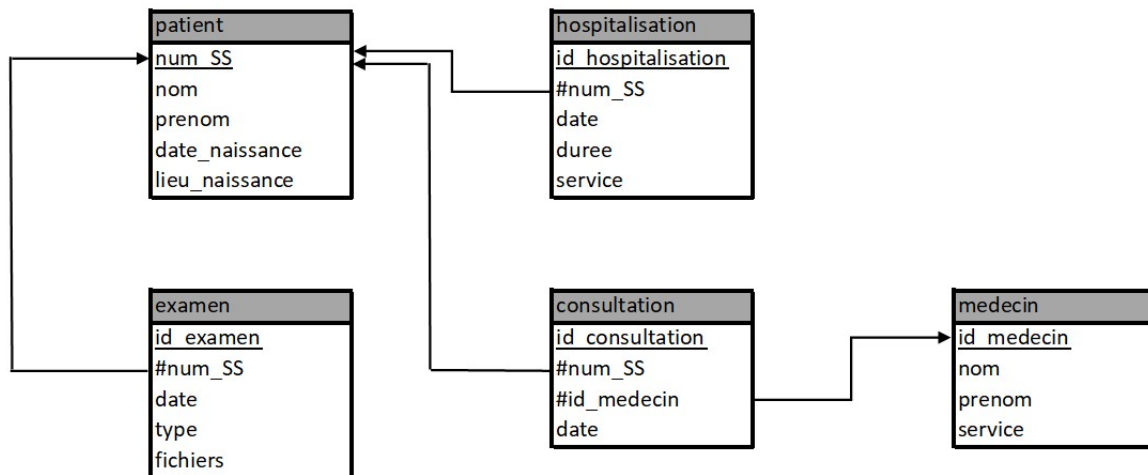 patient
num_SS
nom
prenom
date_naissance
lieu_naissance
hospitalisation
id_hospitalisation
#num_SS
date
duree
service
examen
id_examen
#num_SS
date
type
fichiers
consultation
id_consultation
#num_SS
#id_medecin
date
medecin
id_medecin
nom
prenom
service